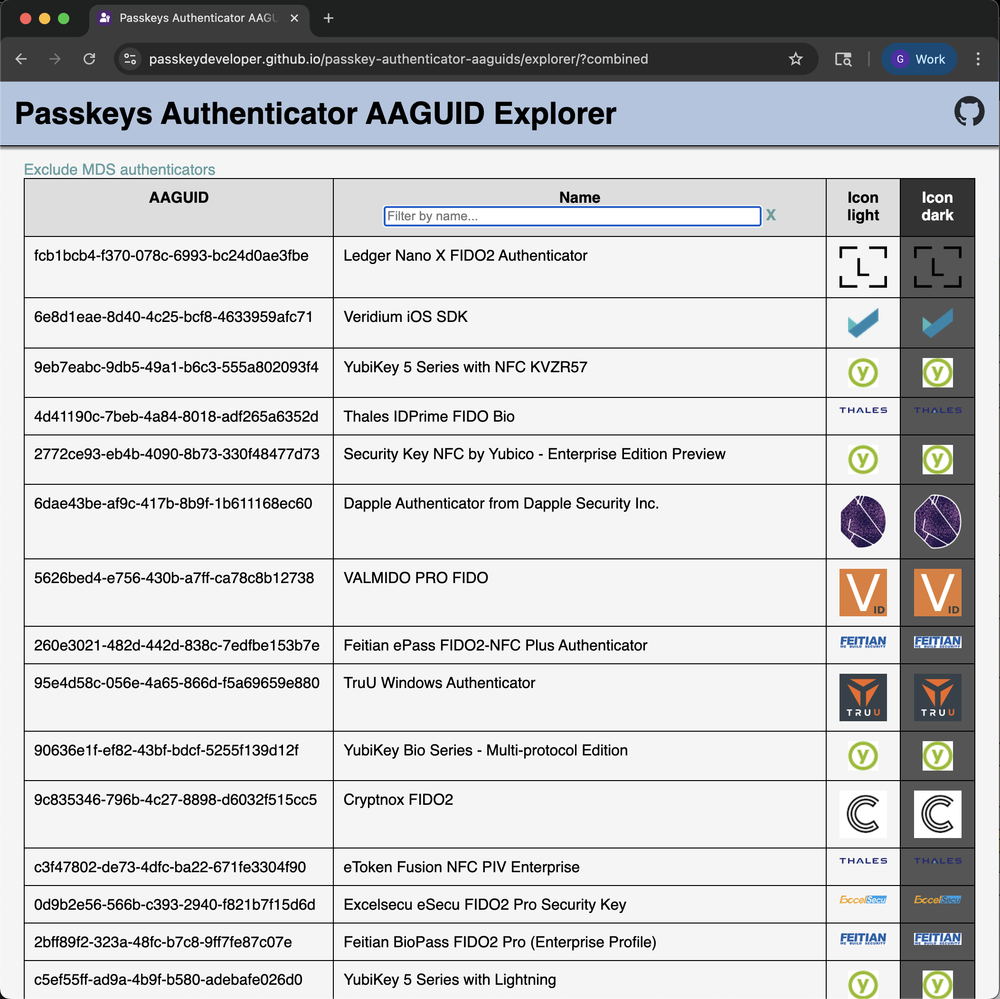 Passkeys Authenticator AAGU
passkeydeveloper.github.io/passkey-authenticator-aaguids/explorer/?combined
G Work
Passkeys Authenticator AAGUID Explorer
Exclude MDS authenticators
AAGUID Name Icon light Icon dark
Filter by name... X
fcb1bcb4-f370-078c-6993-bc24d0ae3fbe Ledger Nano X FIDO2 Authenticator L L
6e8d1eae-8d40-4c25-bcf8-4633959afc71 Veridium iOS SDK
9eb7eabc-9db5-49a1-b6c3-555a802093f4 YubiKey 5 Series with NFC KVZR57 y y
4d41190c-7beb-4a84-8018-adf265a6352d Thales IDPrime FIDO Bio THALES THALES
2772ce93-eb4b-4090-8b73-330f48477d73 Security Key NFC by Yubico - Enterprise Edition Preview y y
6dae43be-af9c-417b-8b9f-1b611168ec60 Dapple Authenticator from Dapple Security Inc.
5626bed4-e756-430b-a7ff-ca78c8b12738 VALMIDO PRO FIDO V ID V ID
260e3021-482d-442d-838c-7edfbe153b7e Feitian ePass FIDO2-NFC Plus Authenticator FEITIAN WE BUILD SECURITY FEITIAN WE BUILD SECURITY
95e4d58c-056e-4a65-866d-f5a69659e880 TruU Windows Authenticator TRUU TRUU
90636e1f-ef82-43bf-bdcf-5255f139d12f YubiKey Bio Series - Multi-protocol Edition y y
9c835346-796b-4c27-8898-d6032f515cc5 Cryptnox FIDO2 C C
c3f47802-de73-4dfc-ba22-671fe3304f90 eToken Fusion NFC PIV Enterprise THALES THALES
0d9b2e56-566b-c393-2940-f821b7f15d6d Excelsecu eSecu FIDO2 Pro Security Key ExcelSecu ExcelSecu
2bff89f2-323a-48fc-b7c8-9ff7fe87c07e Feitian BioPass FIDO2 Pro (Enterprise Profile) FEITIAN WE BUILD SECURITY FEITIAN WE BUILD SECURITY
c5ef55ff-ad9a-4b9f-b580-adebafe026d0 YubiKey 5 Series with Lightning y y